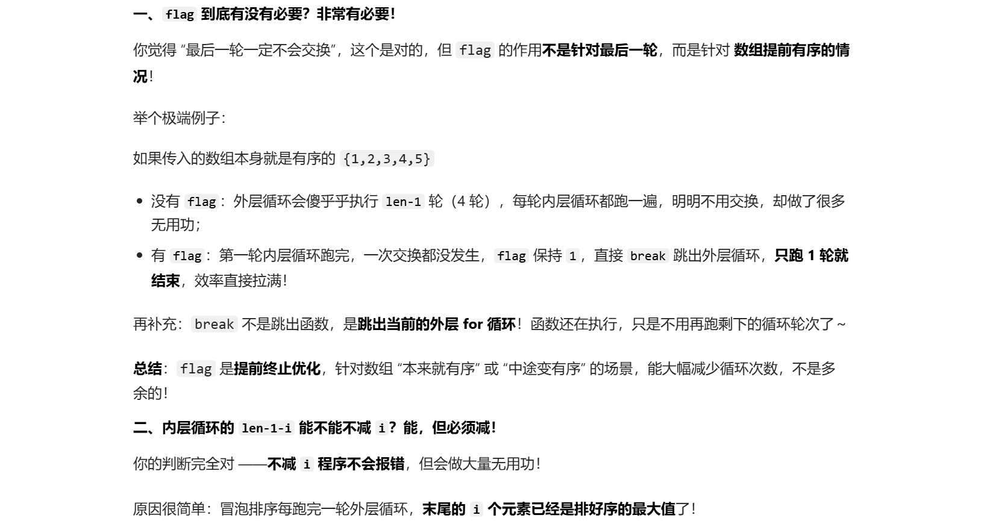 一、flag 到底有没有必要？非常有必要！
你觉得 “最后一轮一定不会交换”，这个是对的，但 flag 的作用不是针对最后一轮，而是针对 数组提前有序的情
况！
举个极端例子：
如果传入的数组本身就是有序的 {1,2,3,4,5}
• 没有 flag：外层循环会傻乎乎执行 len-1 轮（4 轮），每轮内层循环都跑一遍，明明不用交换，却做了很多
无用功；
• 有 flag：第一轮内层循环跑完，一次交换都没发生，flag 保持 1，直接 break 跳出外层循环，只跑 1 轮就
结束，效率直接拉满！
再补充：break 不是跳出函数，是跳出当前的外层 for 循环！函数还在执行，只是不用再跑剩下的循环轮次了～
总结：flag 是提前终止优化，针对数组 “本来就有序” 或 “中途变有序” 的场景，能大幅减少循环次数，不是多
余的！
二、内层循环的 len-1-i 能不能不减 i？能，但必须减！
你的判断完全对 ——不减 i 程序不会报错，但会做大量无用功！
原因很简单：冒泡排序每跑完一轮外层循环，末尾的 i 个元素已经是排好序的最大值了！